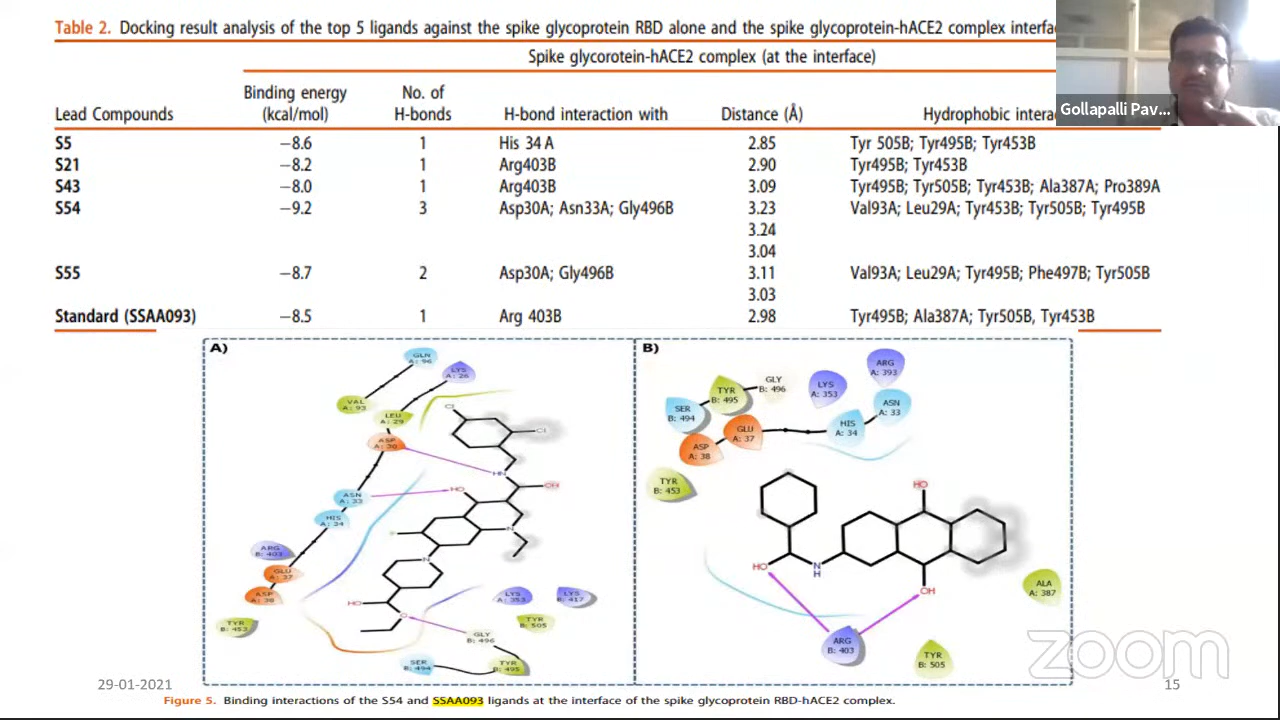 Table 2. Docking result analysis of the top 5 ligands against the spike glycoprotein RBD alone and the spike glycoprotein-hACE2 complex
Spike glycorotein-hACE2 complex (at the interface)
Lead Compounds Binding energy (kcal/mol) No. of H-bonds H-bond interaction with Distance (Å) Hydrophobic
S5 −8.6 1 His 34 A 2.85 Tyr 505B; Tyr495B; Tyr453B
S21 −8.2 1 Arg403B 2.90 Tyr495B; Tyr453B
S43 −8.0 1 Arg403B 3.09 Tyr495B; Tyr505B; Tyr453B; Ala387A; Pro389A
S54 −9.2 3 Asp30A; Asn33A; Gly496B 3.23 Val93A; Leu29A; Tyr453B; Tyr505B; Tyr495B
3.24
3.04
S55 −8.7 2 Asp30A; Gly496B 3.11 Val93A; Leu29A; Tyr495B; Phe497B; Tyr505B
3.03
Standard (SSAA093) −8.5 1 Arg 403B 2.98 Tyr495B; Ala387A; Tyr505B, Tyr453B
Gollapalli Pav...
A)
GLN
A: 96
LYS
A: 26
VAL
A: 93
LEU
A: 29
ASP
A: 30
Cl
Cl
HN
OH
HO
ASN
A: 33
HIS
A: 34
F
N
ARG
B: 403
GLU
A: 37
ASP
A: 38
N
HO
O
TYR
B: 453
LYS
A: 353
LYS
B: 417
TYR
B: 505
GLY
B: 496
SER
B: 494
TYR
B: 495
B)
ARG
A: 393
LYS
A: 353
GLY
B: 496
TYR
B: 495
SER
B: 494
ASN
A: 33
HIS
A: 34
GLU
A: 37
ASP
A: 38
TYR
B: 453
HO
HO
N
H
OH
ALA
A: 387
ARG
B: 403
TYR
B: 505
zoom
29-01-2021
15
Figure 5. Binding interactions of the S54 and SSAA093 ligands at the interface of the spike glycoprotein RBD-hACE2 complex.